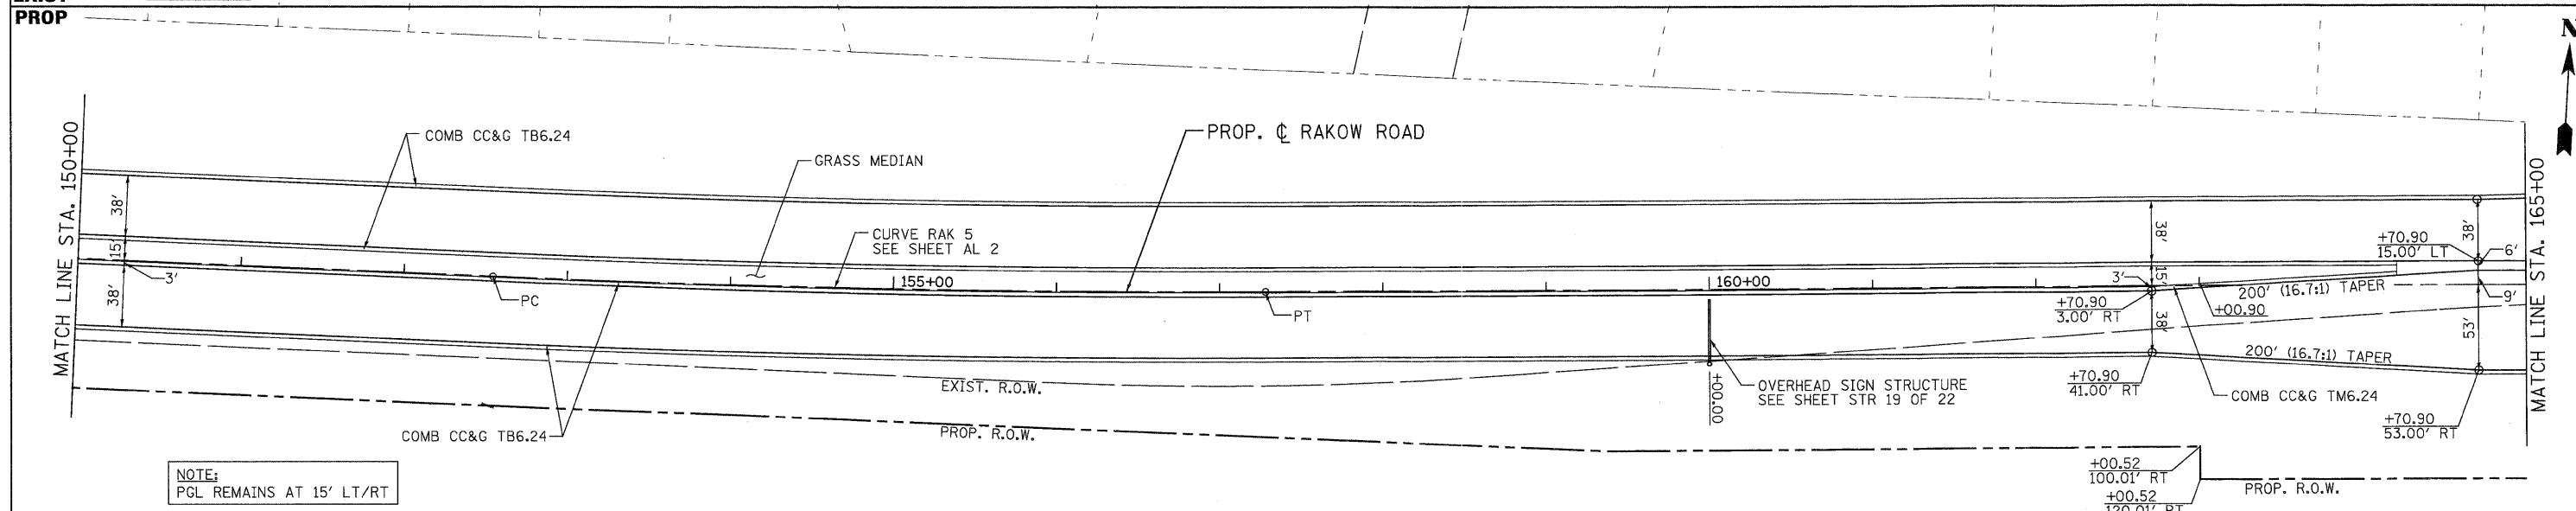 PROP
N
MATCH LINE STA. 150+00
COMB CC&G TB6.24
GRASS MEDIAN
PROP. ℄ RAKOW ROAD
MATCH LINE STA. 165+00
38'
15'
3'
38'
CURVE RAK 5
SEE SHEET AL 2
PC
155+00
PT
160+00
38'
15'
3'
38'
+70.90
15.00' LT
38'
6'
9'
53'
200' (16.7:1) TAPER
+70.90
3.00' RT
+00.90
200' (16.7:1) TAPER
EXIST. R.O.W.
+00.00
OVERHEAD SIGN STRUCTURE
SEE SHEET STR 19 OF 22
+70.90
41.00' RT
COMB CC&G TM6.24
+70.90
53.00' RT
COMB CC&G TB6.24
PROP. R.O.W.
NOTE:
PGL REMAINS AT 15' LT/RT
+00.52
100.01' RT
+00.52
120.01' RT
PROP. R.O.W.